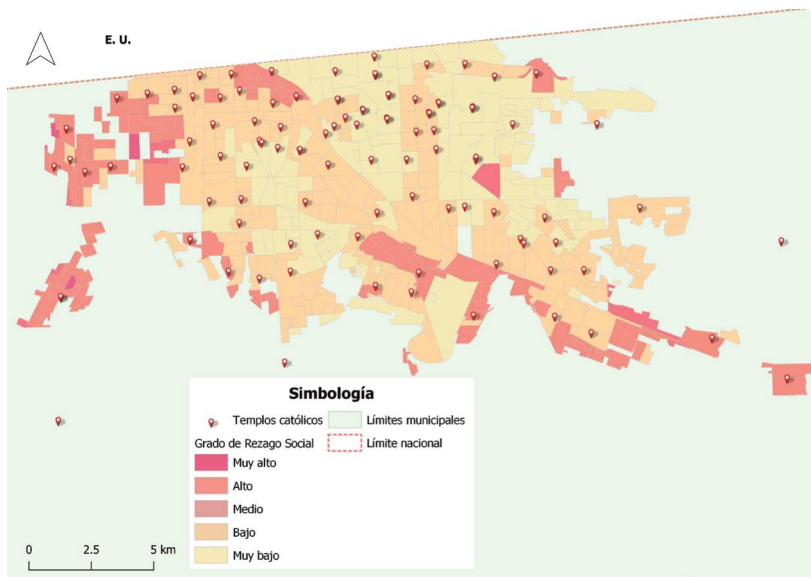 E. U.
Simbología
Templos católicos
Límites municipales
Grado de Rezago Social
Límite nacional
Muy alto
Alto
Medio
Bajo
Muy bajo
0 2.5 5 km